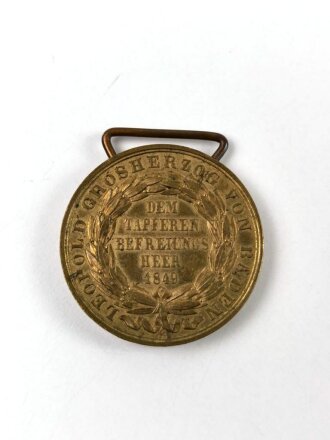 LEOPOLD GROSHERZOG VON BADEN
DEM
TAPFEREN
BEFREIUNGS
HEER
1849